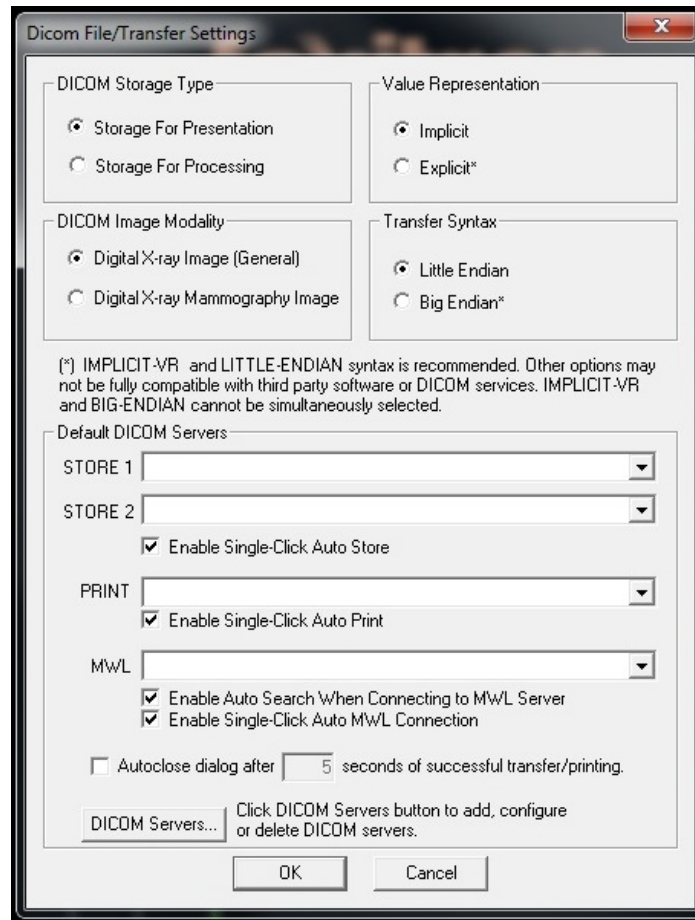 Dicom File/Transfer Settings
DICOM Storage Type
Storage For Presentation
Storage For Processing
Value Representation
Implicit
Explicit*
DICOM Image Modality
Digital X-ray Image (General)
Digital X-ray Mammography Image
Transfer Syntax
Little Endian
Big Endian*
(*) IMPLICIT-VR and LITTLE-ENDIAN syntax is recommended. Other options may
not be fully compatible with third party software or DICOM services. IMPLICIT-VR
and BIG-ENDIAN cannot be simultaneously selected.
Default DICOM Servers
STORE 1
STORE 2
Enable Single-Click Auto Store
PRINT
Enable Single-Click Auto Print
MWL
Enable Auto Search When Connecting to MWL Server
Enable Single-Click Auto MWL Connection
Autoclose dialog after 5 seconds of successful transfer/printing.
DICOM Servers...
Click DICOM Servers button to add, configure
or delete DICOM servers.
OK
Cancel